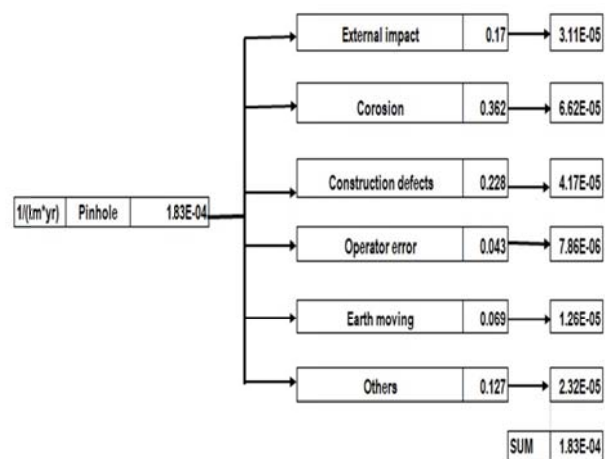 External impact 0.17 3.11E-05
Corosion 0.362 6.62E-05
Construction defects 0.228 4.17E-05
1/(km*yr) Pinhole 1.83E-04
Operator error 0.043 7.86E-06
Earth moving 0.069 1.26E-05
Others 0.127 2.32E-05
SUM 1.83E-04